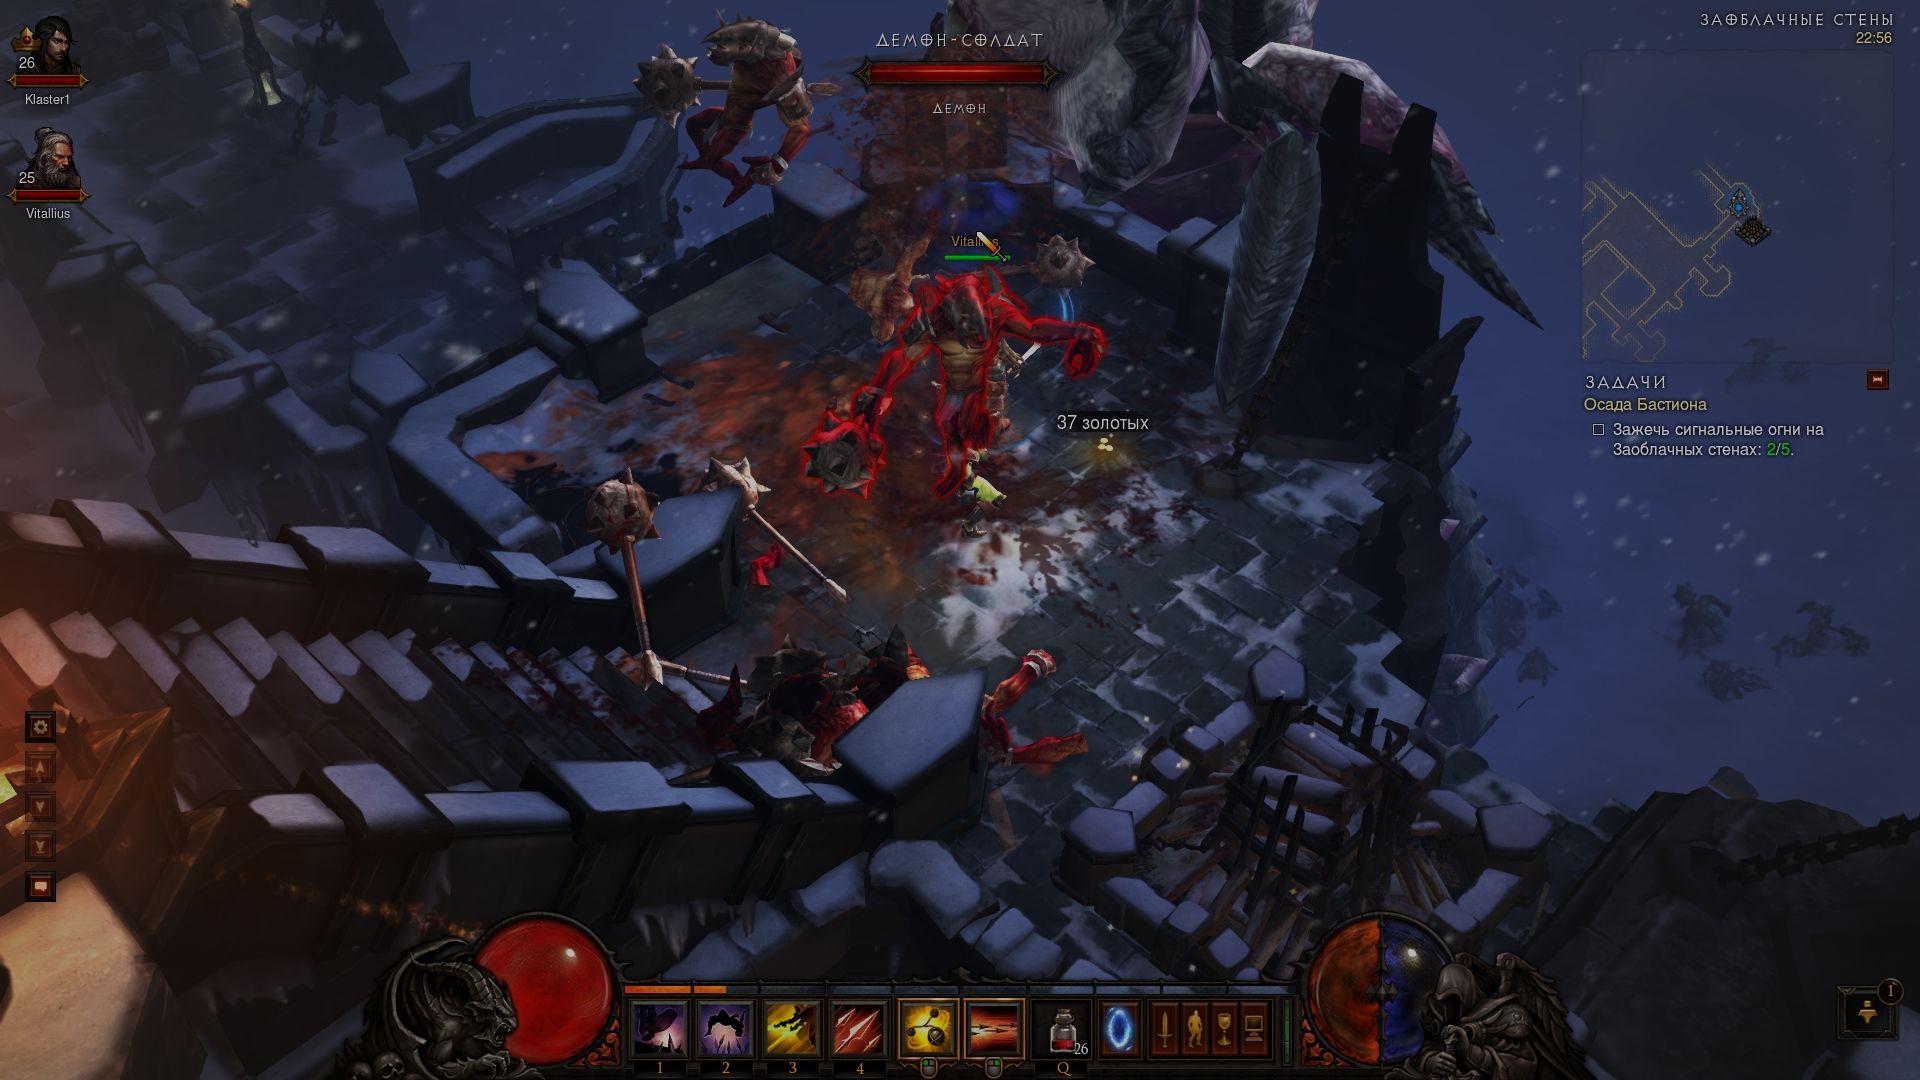 26
Klaster1
25
Vitallius
ДЕМОН-СОЛДАТ
ДЕМОН
ЗАОБЛАЧНЫЕ СТЕНЫ
22:56
37 золотых
ЗАДАЧИ
Осада Бастиона
Зажечь сигнальные огни на
Заоблачных стенах: 2/5.
26
1 2 3 4 Q
1